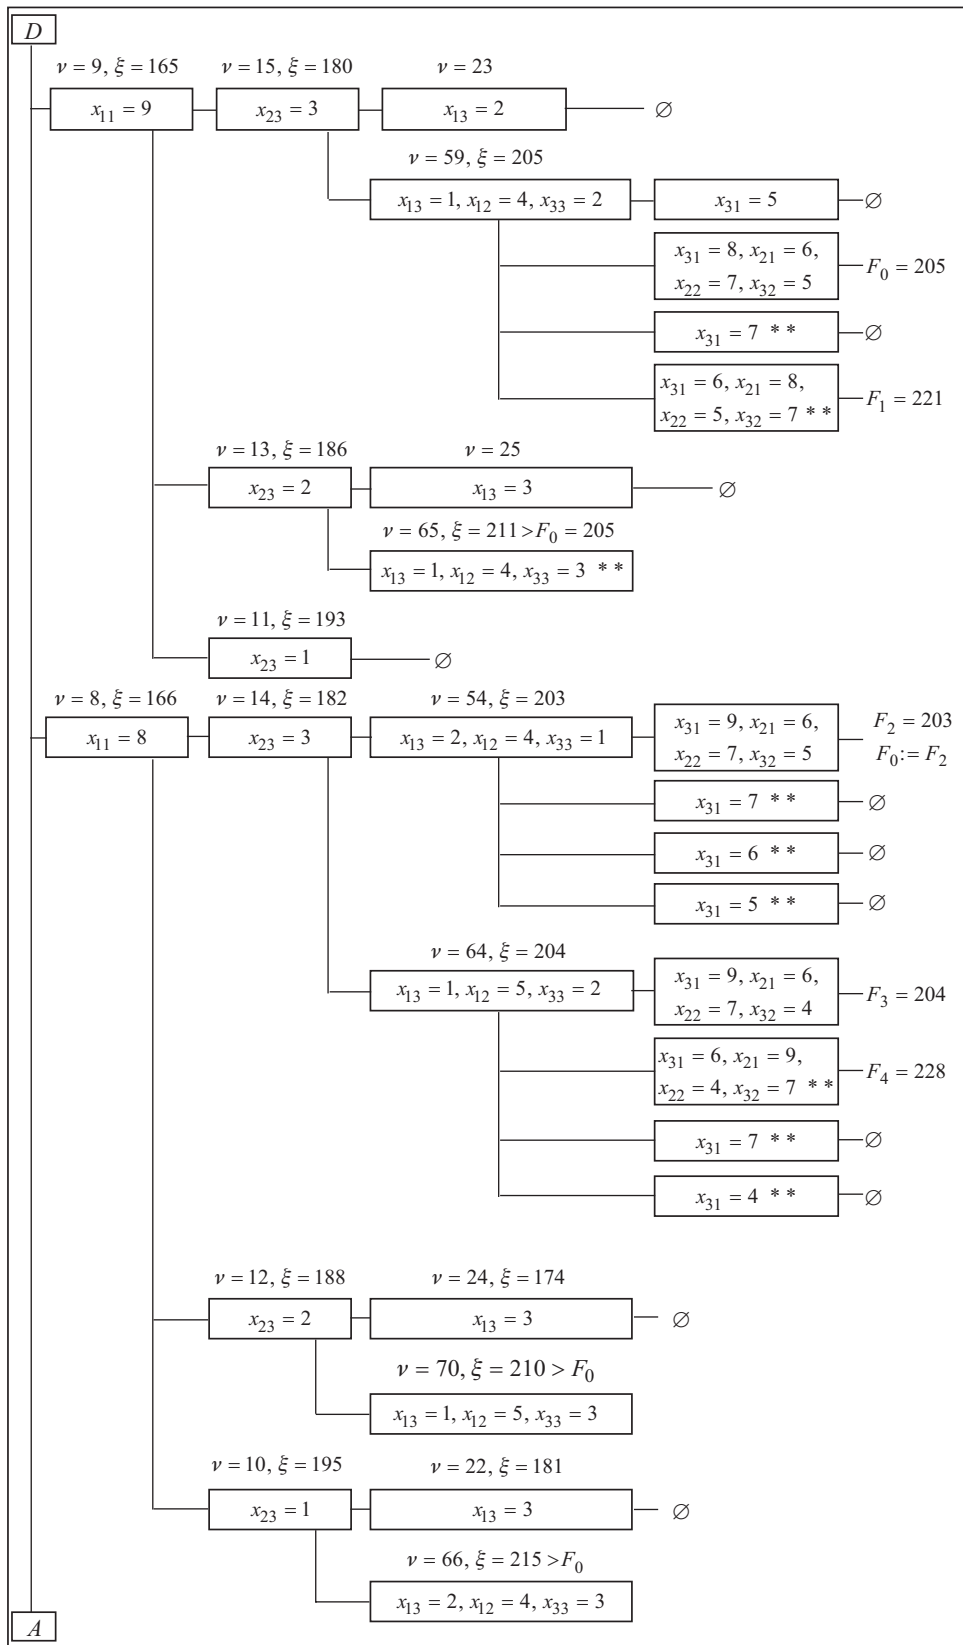 D
ν = 9, ξ = 165
ν = 15, ξ = 180
ν = 23
x₁₁ = 9
x₂₃ = 3
x₁₃ = 2
∅
ν = 59, ξ = 205
x₁₃ = 1, x₁₂ = 4, x₃₃ = 2
x₃₁ = 5
∅
x₃₁ = 8, x₂₁ = 6,
x₂₂ = 7, x₃₂ = 5
F₀ = 205
x₃₁ = 7 **
∅
x₃₁ = 6, x₂₁ = 8,
x₂₂ = 5, x₃₂ = 7 **
F₁ = 221
ν = 13, ξ = 186
ν = 25
x₂₃ = 2
x₁₃ = 3
∅
ν = 65, ξ = 211 > F₀ = 205
x₁₃ = 1, x₁₂ = 4, x₃₃ = 3 **
ν = 11, ξ = 193
x₂₃ = 1
∅
ν = 8, ξ = 166
ν = 14, ξ = 182
ν = 54, ξ = 203
x₁₁ = 8
x₂₃ = 3
x₁₃ = 2, x₁₂ = 4, x₃₃ = 1
x₃₁ = 9, x₂₁ = 6,
x₂₂ = 7, x₃₂ = 5
F₂ = 203
F₀:= F₂
x₃₁ = 7 **
∅
x₃₁ = 6 **
∅
x₃₁ = 5 **
∅
ν = 64, ξ = 204
x₁₃ = 1, x₁₂ = 5, x₃₃ = 2
x₃₁ = 9, x₂₁ = 6,
x₂₂ = 7, x₃₂ = 4
F₃ = 204
x₃₁ = 6, x₂₁ = 9,
x₂₂ = 4, x₃₂ = 7 **
F₄ = 228
x₃₁ = 7 **
∅
x₃₁ = 4 **
∅
ν = 12, ξ = 188
ν = 24, ξ = 174
x₂₃ = 2
x₁₃ = 3
∅
ν = 70, ξ = 210 > F₀
x₁₃ = 1, x₁₂ = 5, x₃₃ = 3
ν = 10, ξ = 195
ν = 22, ξ = 181
x₂₃ = 1
x₁₃ = 3
∅
ν = 66, ξ = 215 > F₀
x₁₃ = 2, x₁₂ = 4, x₃₃ = 3
A